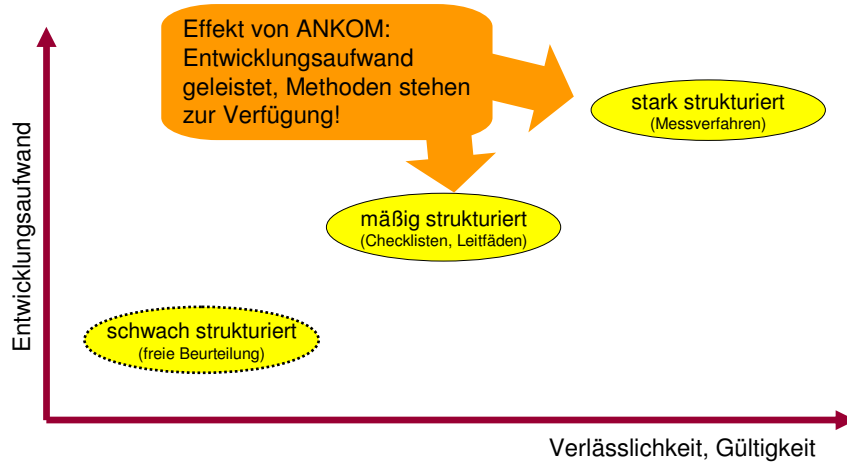 Effekt von ANKOM:
Entwicklungsaufwand
geleistet, Methoden stehen
zur Verfügung!
stark strukturiert
(Messverfahren)
mäßig strukturiert
(Checklisten, Leitfäden)
schwach strukturiert
(freie Beurteilung)
Entwicklungsaufwand
Verlässlichkeit, Gültigkeit